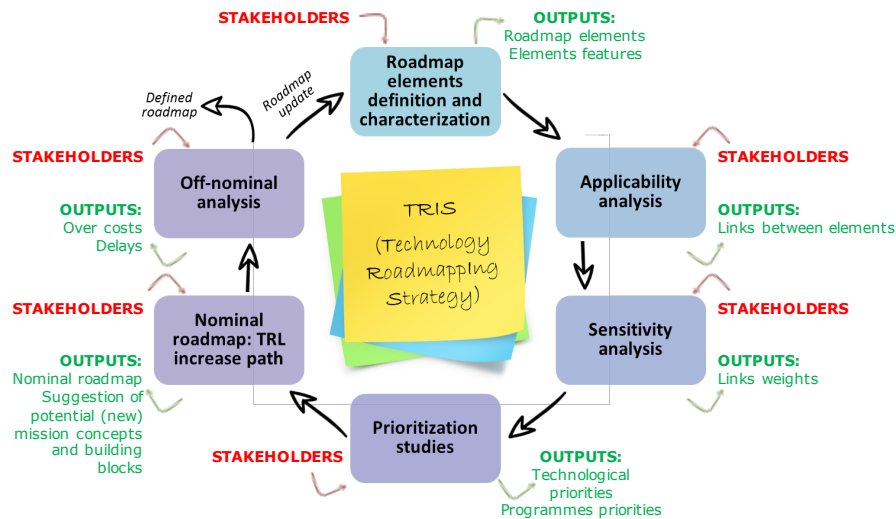 STAKEHOLDERS
OUTPUTS:
Roadmap elements
Elements features
Roadmap
elements
definition and
characterization
Defined
roadmap
Roadmap
update
STAKEHOLDERS
Off-nominal
analysis
OUTPUTS:
Over costs
Delays
TRIS
(Technology
RoadmappIng
Strategy)
Applicability
analysis
STAKEHOLDERS
OUTPUTS:
Links between elements
STAKEHOLDERS
Nominal
roadmap: TRL
increase path
OUTPUTS:
Nominal roadmap
Suggestion of
potential (new)
mission concepts
and building
blocks
Sensitivity
analysis
STAKEHOLDERS
OUTPUTS:
Links weights
Prioritization
studies
STAKEHOLDERS
OUTPUTS:
Technological
priorities
Programmes priorities